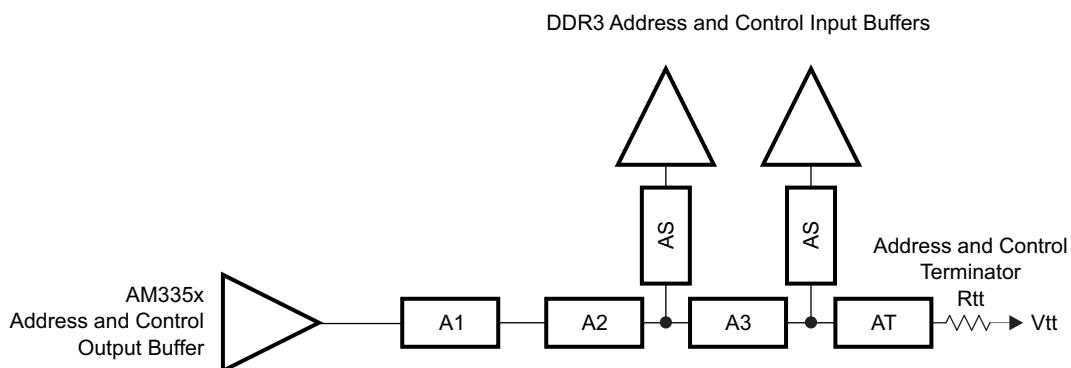 DDR3 Address and Control Input Buffers
AS
AS
Address and Control
Terminator
Rtt
AM335x
Address and Control
Output Buffer
A1
A2
A3
AT
Vtt